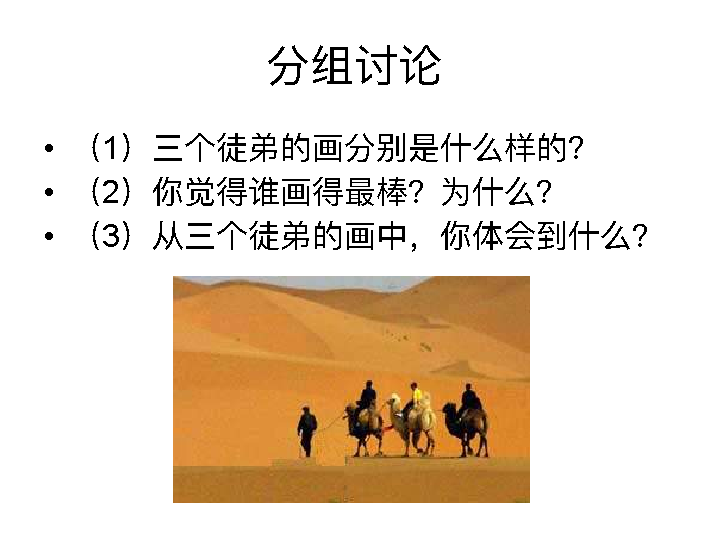 分组讨论
• （1）三个徒弟的画分别是什么样的？
• （2）你觉得谁画得最棒？为什么？
• （3）从三个徒弟的画中，你体会到什么？